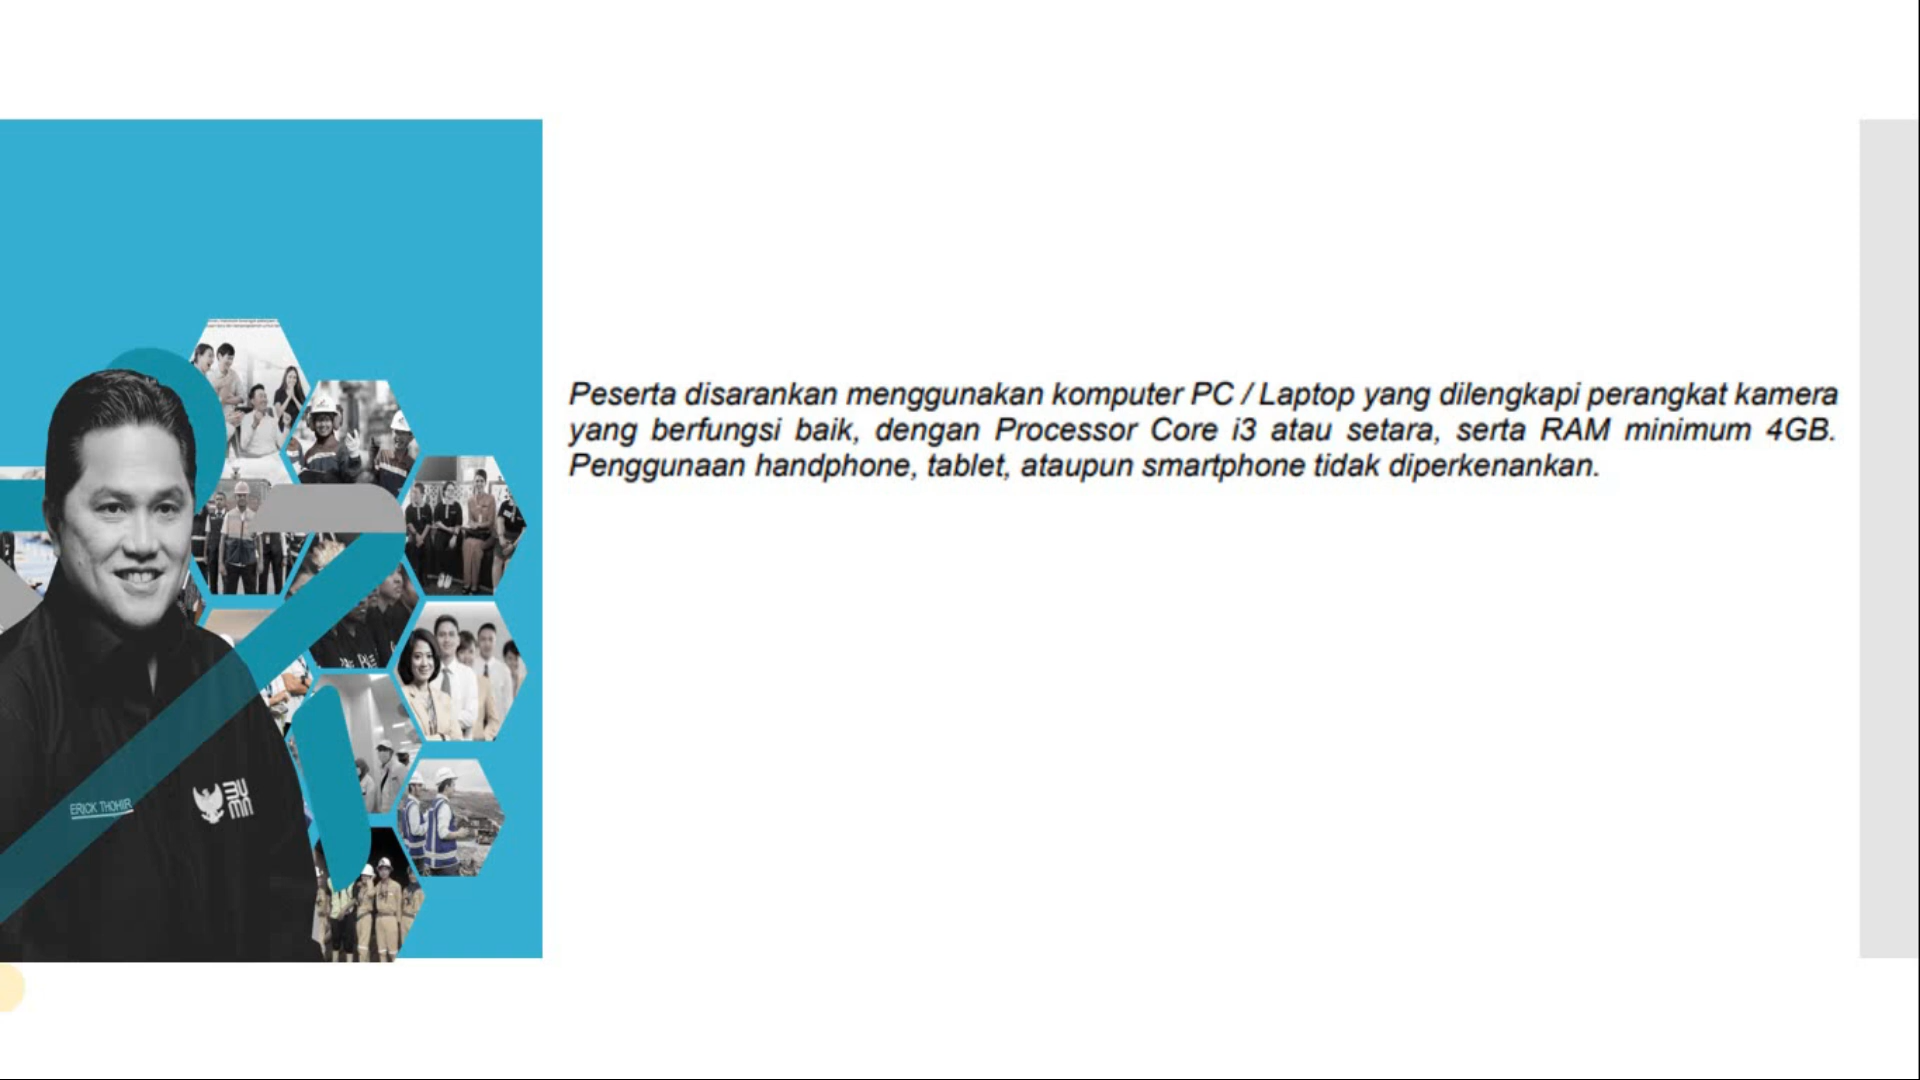 Peserta disarankan menggunakan komputer PC / Laptop yang dilengkapi perangkat kamera
yang berfungsi baik, dengan Processor Core i3 atau setara, serta RAM minimum 4GB.
Penggunaan handphone, tablet, ataupun smartphone tidak diperkenankan.
ERICK THOHIR